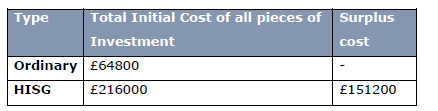 Type Total Initial Cost of all pieces of Investment Surplus cost
Ordinary £64800 -
HISG £216000 £151200